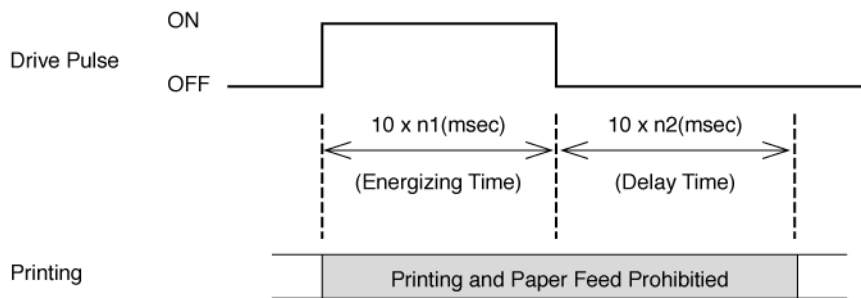 ON
Drive Pulse
OFF
10 x n1(msec) 10 x n2(msec)
(Energizing Time) (Delay Time)
Printing Printing and Paper Feed Prohibitied